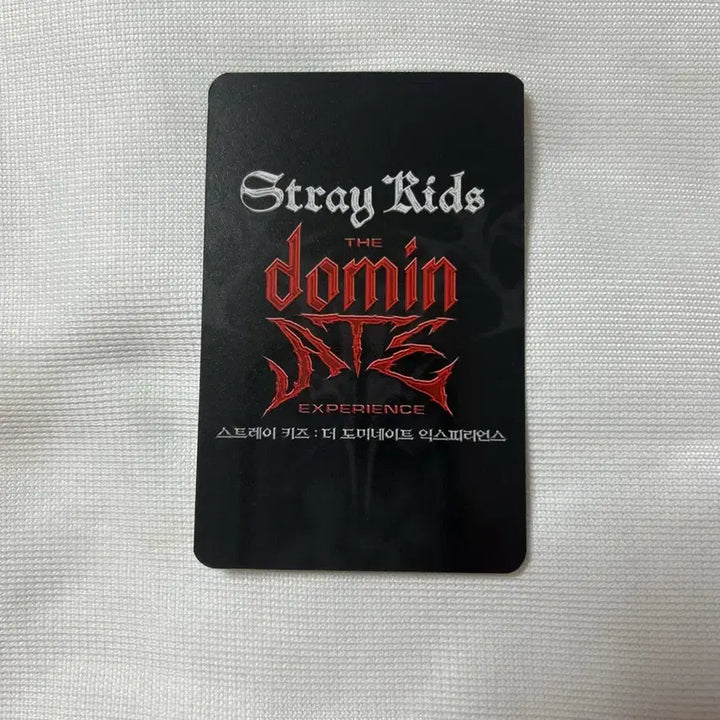 Stray Kids
THE
domin
ATE
EXPERIENCE
스트레이 키즈 : 더 도미네이트 익스피리언스